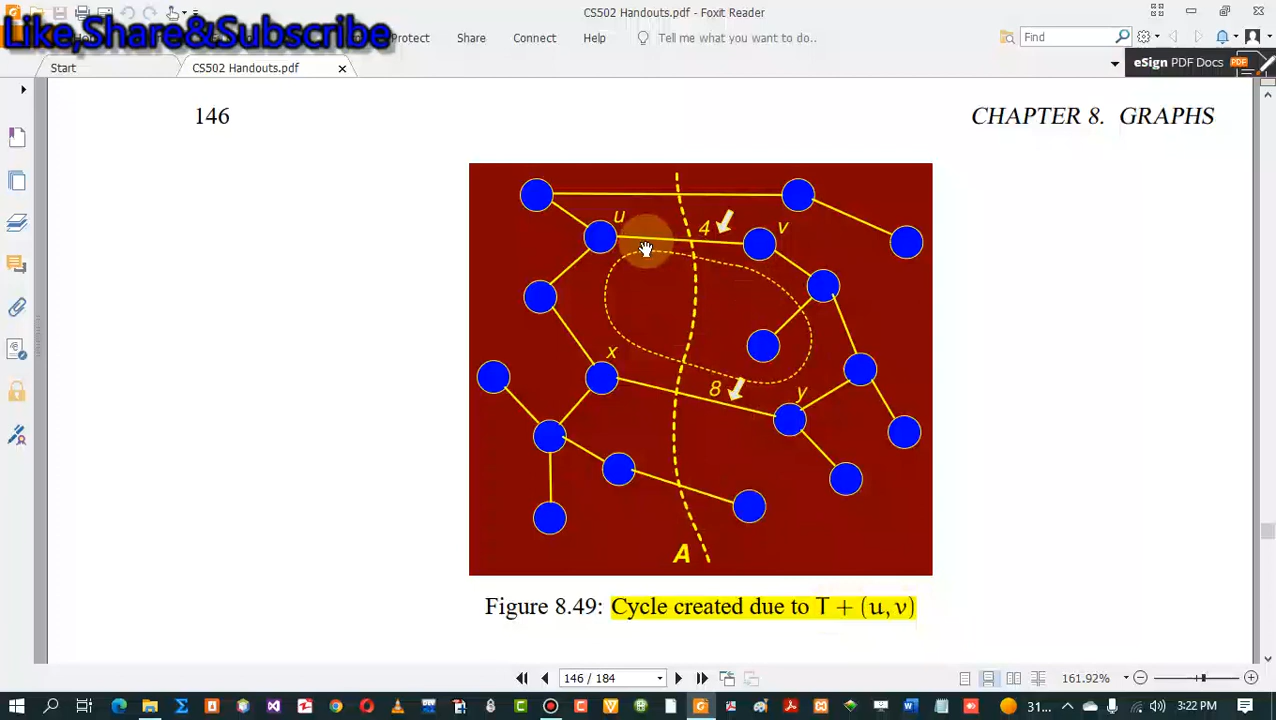 CS502 Handouts.pdf - Foxit Reader
Like,Share&Subscribe
Protect
Share
Connect
Help
Tell me what you want to do..
Find
Start
CS502 Handouts.pdf
eSign PDF Docs
146
CHAPTER 8. GRAPHS
u
4
v
x
8
y
A
Figure 8.49: Cycle created due to T + (u, v)
146 / 184
161.92%
31...
3:22 PM